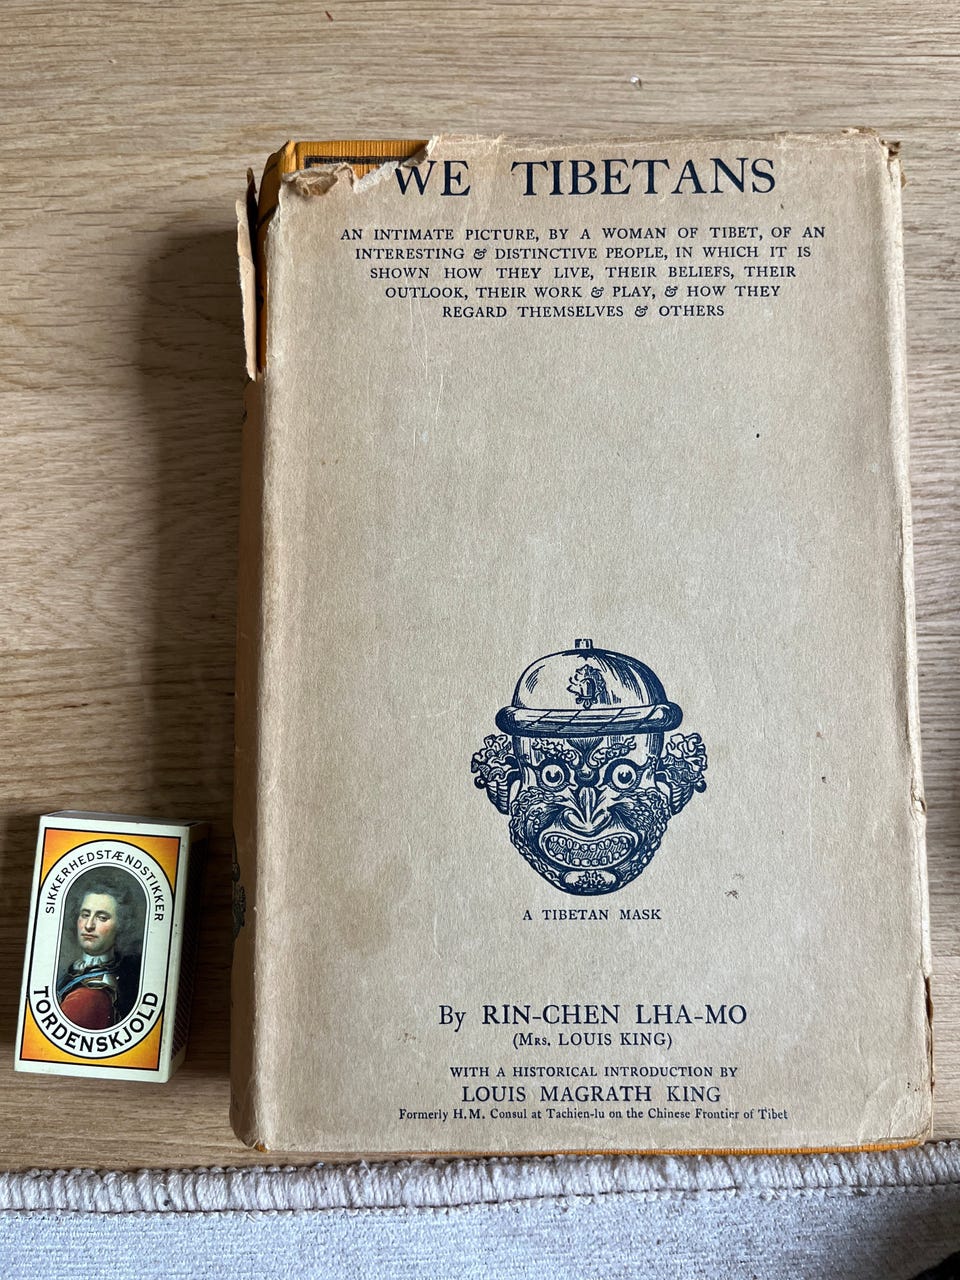 WE TIBETANS
AN INTIMATE PICTURE, BY A WOMAN OF TIBET, OF AN
INTERESTING & DISTINCTIVE PEOPLE, IN WHICH IT IS
SHOWN HOW THEY LIVE, THEIR BELIEFS, THEIR
OUTLOOK, THEIR WORK & PLAY, & HOW THEY
REGARD THEMSELVES & OTHERS
A TIBETAN MASK
By RIN-CHEN LHA-MO
(MRS. LOUIS KING)
WITH A HISTORICAL INTRODUCTION BY
LOUIS MAGRATH KING
Formerly H.M. Consul at Tachien-lu on the Chinese Frontier of Tibet
SIKKERHEDSTÆNDSTIKKER
TORDENSKJOLD